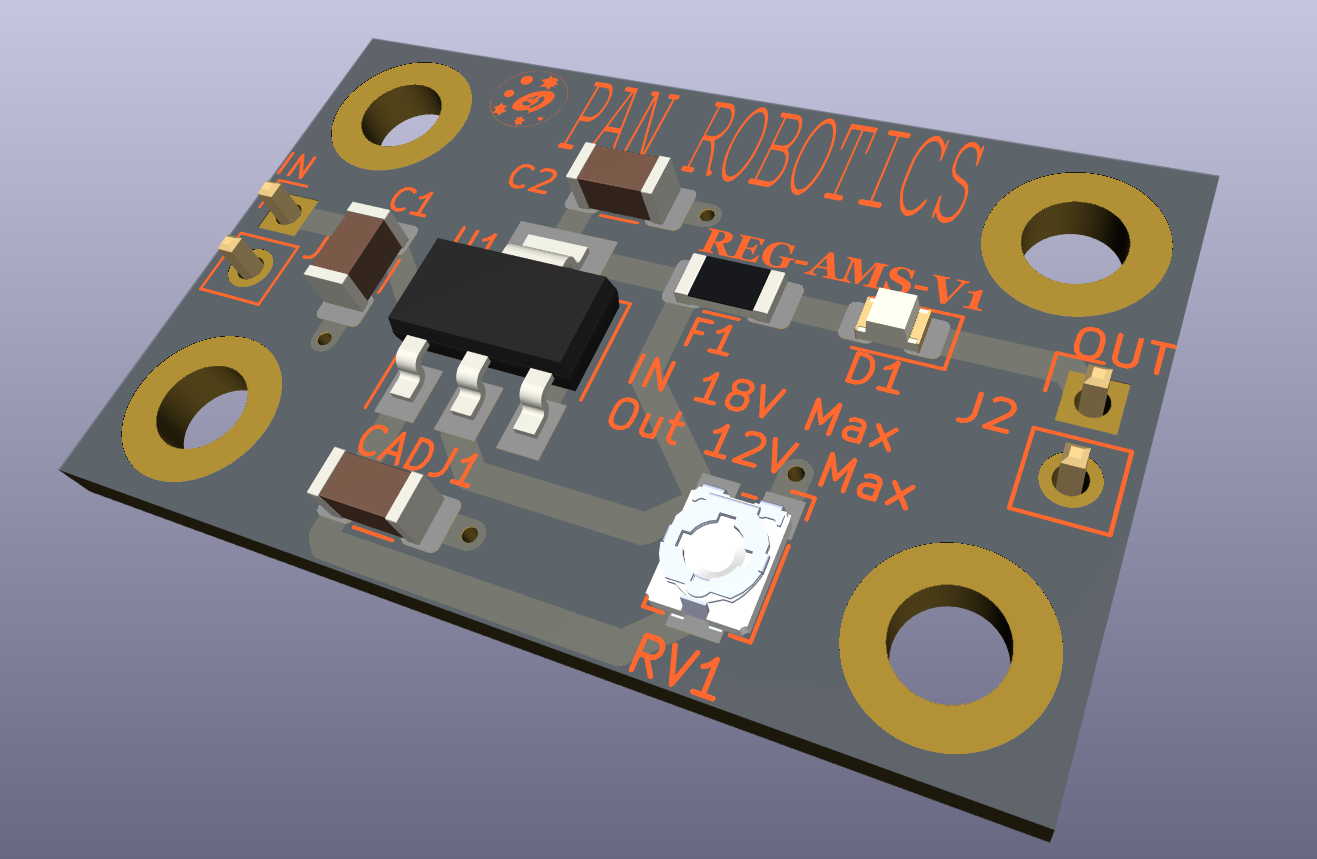 PAN ROBOTICS
IN
C1
C2
U1
REG-AMS-V1
F1
D1
OUT
J2
IN 18V Max
Out 12V Max
CADJ1
RV1